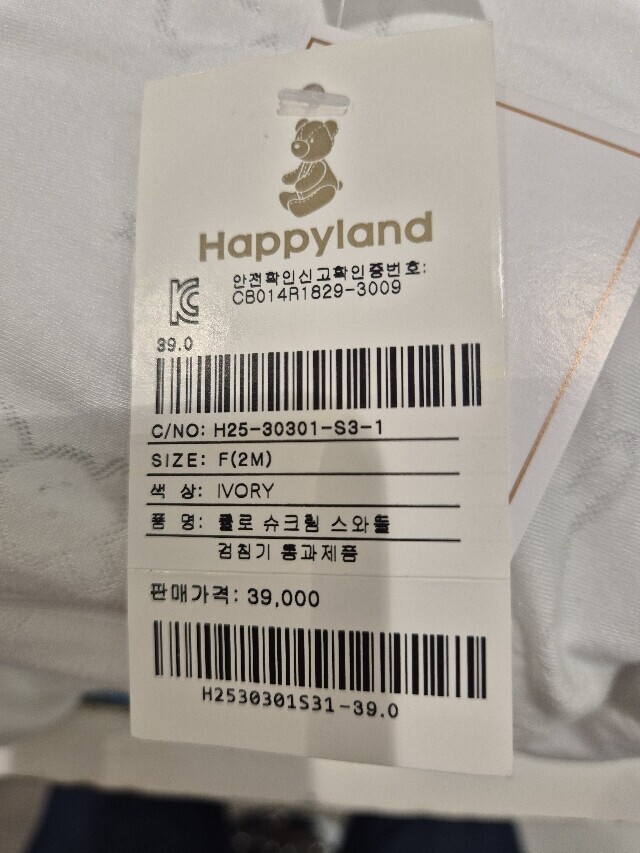 Happyland
안전확인신고확인증번호:
CB014R1829-3009
39.0
C/NO: H25-30301-S3-1
SIZE: F(2M)
색 상: IVORY
품 명: 클로 슈크림 스와들
검침기 통과제품
판매가격: 39,000
H2530301S31-39.0